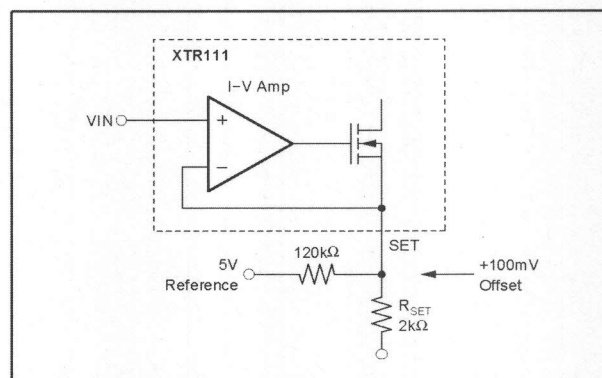 XTR111
I−V Amp
VIN
+
−
SET
120kΩ
5V
Reference
+100mV
Offset
RSET
2kΩ